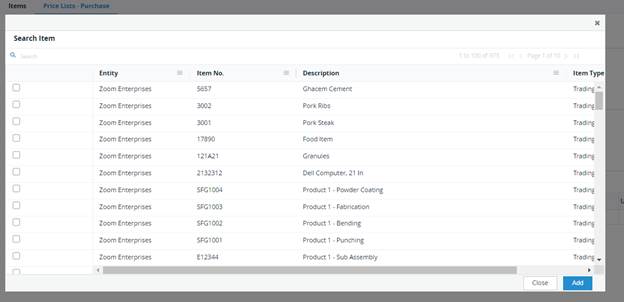 Items Price Lists - Purchase
×
Search Item
Search 1 to 100 of 975 Page 1 of 10
Entity Item No. Description Item Type
Zoom Enterprises 5657 Ghacem Cement Trading
Zoom Enterprises 3002 Pork Ribs Trading
Zoom Enterprises 3001 Pork Steak Trading
Zoom Enterprises 17890 Food Item Trading
Zoom Enterprises 121A21 Granules Trading
Zoom Enterprises 2132312 Dell Computer, 21 In Trading
Zoom Enterprises SFG1004 Product 1 - Powder Coating Trading
Zoom Enterprises SFG1003 Product 1 - Fabrication Trading
Zoom Enterprises SFG1002 Product 1 - Bending Trading
Zoom Enterprises SFG1001 Product 1 - Punching Trading
Zoom Enterprises E12344 Product 1 - Sub Assembly Trading
Close Add